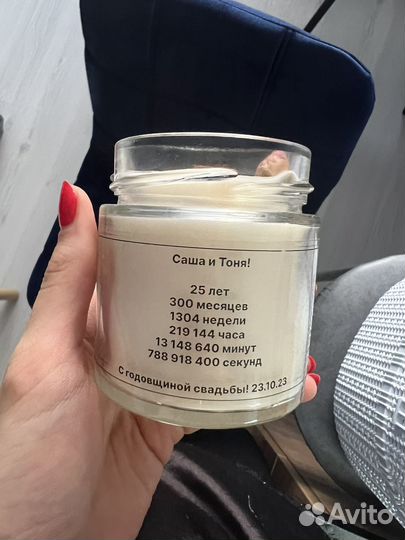 Саша и Тоня!
25 лет
300 месяцев
1304 недели
219 144 часа
13 148 640 минут
788 918 400 секунд
С годовщиной свадьбы! 23.10.23
Avito